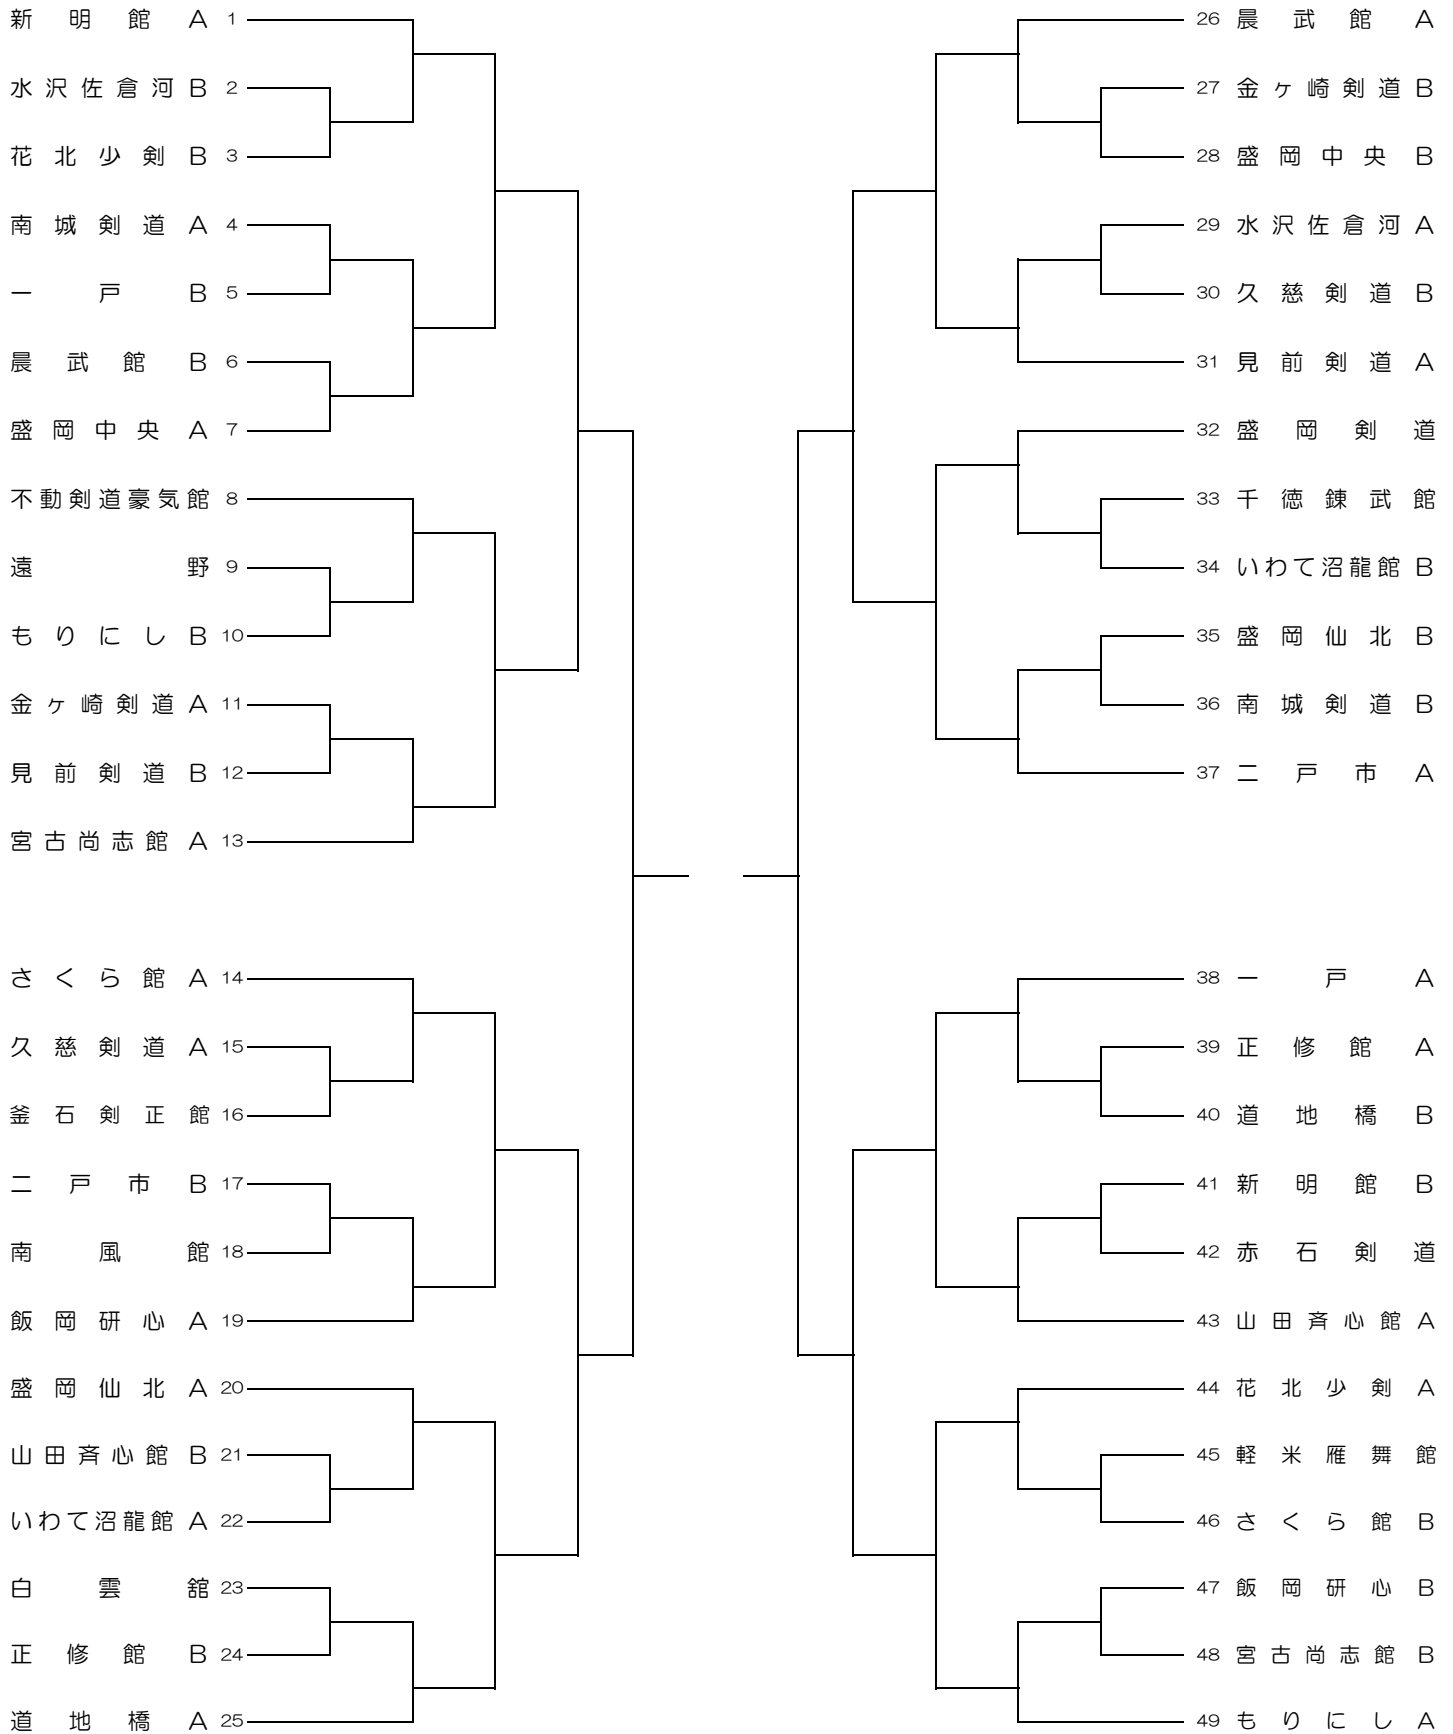 新明館A 1
水沢佐倉河B 2
花北少剣B 3
南城剣道A 4
一戸B 5
晨武館B 6
盛岡中央A 7
不動剣道豪気館 8
遠野 9
もりにしB 10
金ヶ崎剣道A 11
見前剣道B 12
宮古尚志館A 13
さくら館A 14
久慈剣道A 15
釜石剣正館 16
二戸市B 17
南風館 18
飯岡研心A 19
盛岡仙北A 20
山田斉心館B 21
いわて沼龍館A 22
白雲舘 23
正修館B 24
道地橋A 25
26 晨武館A
27 金ヶ崎剣道B
28 盛岡中央B
29 水沢佐倉河A
30 久慈剣道B
31 見前剣道A
32 盛岡剣道
33 千徳錬武館
34 いわて沼龍館B
35 盛岡仙北B
36 南城剣道B
37 二戸市A
38 一戸A
39 正修館A
40 道地橋B
41 新明館B
42 赤石剣道
43 山田斉心館A
44 花北少剣A
45 軽米雁舞館
46 さくら館B
47 飯岡研心B
48 宮古尚志館B
49 もりにしA